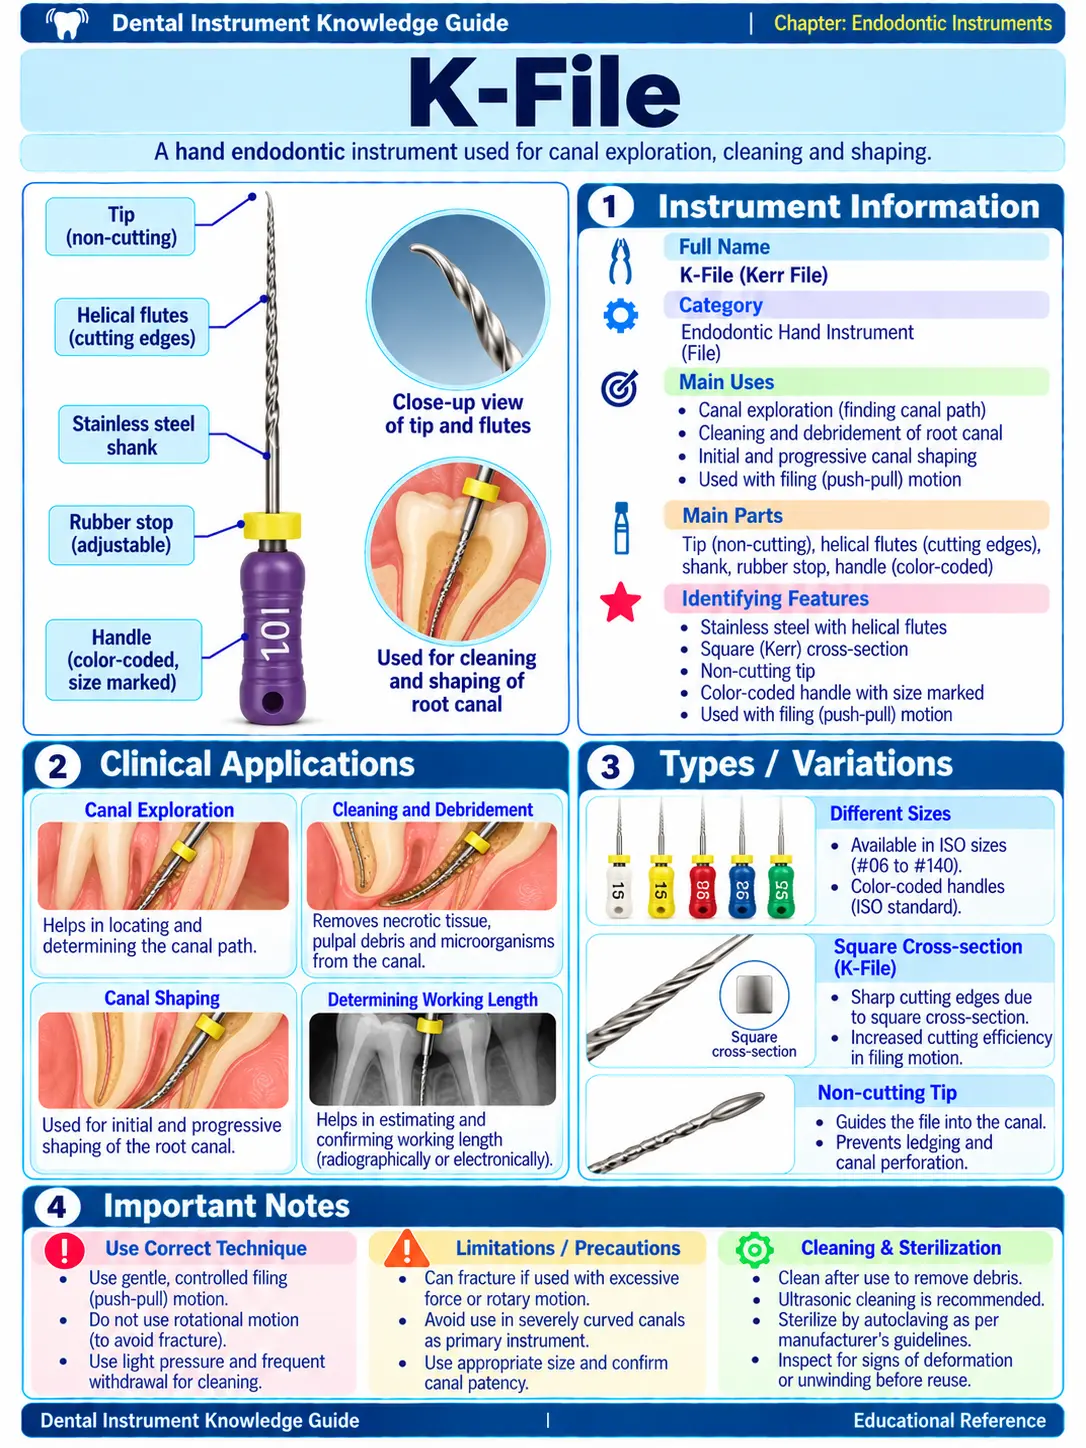 Dental Instrument Knowledge Guide
Chapter: Endodontic Instruments
K-File
A hand endodontic instrument used for canal exploration, cleaning and shaping.
Tip
(non-cutting)
Helical flutes
(cutting edges)
Stainless steel
shank
Rubber stop
(adjustable)
Handle
(color-coded,
size marked)
Close-up view
of tip and flutes
Used for cleaning
and shaping of
root canal
1 Instrument Information
Full Name
K-File (Kerr File)
Category
Endodontic Hand Instrument
(File)
Main Uses
• Canal exploration (finding canal path)
• Cleaning and debridement of root canal
• Initial and progressive canal shaping
• Used with filing (push-pull) motion
Main Parts
Tip (non-cutting), helical flutes (cutting edges),
shank, rubber stop, handle (color-coded)
Identifying Features
• Stainless steel with helical flutes
• Square (Kerr) cross-section
• Non-cutting tip
• Color-coded handle with size marked
• Used with filing (push-pull) motion
2 Clinical Applications
Canal Exploration
Helps in locating and
determining the canal path.
Cleaning and Debridement
Removes necrotic tissue,
pulpal debris and microorganisms
from the canal.
Canal Shaping
Used for initial and progressive
shaping of the root canal.
Determining Working Length
Helps in estimating and
confirming working length
(radiographically or electronically).
3 Types / Variations
15
Different Sizes
• Available in ISO sizes
(#06 to #140).
• Color-coded handles
(ISO standard).
Square
cross-section
Square Cross-section
(K-File)
• Sharp cutting edges due
to square cross-section.
• Increased cutting efficiency
in filing motion.
Non-cutting Tip
• Guides the file into the canal.
• Prevents ledging and
canal perforation.
4 Important Notes
Use Correct Technique
• Use gentle, controlled filing
(push-pull) motion.
• Do not use rotational motion
(to avoid fracture).
• Use light pressure and frequent
withdrawal for cleaning.
Limitations / Precautions
• Can fracture if used with excessive
force or rotary motion.
• Avoid use in severely curved canals
as primary instrument.
• Use appropriate size and confirm
canal patency.
Cleaning & Sterilization
• Clean after use to remove debris.
• Ultrasonic cleaning is recommended.
• Sterilize by autoclaving as per
manufacturer's guidelines.
• Inspect for signs of deformation
or unwinding before reuse.
Dental Instrument Knowledge Guide
Educational Reference